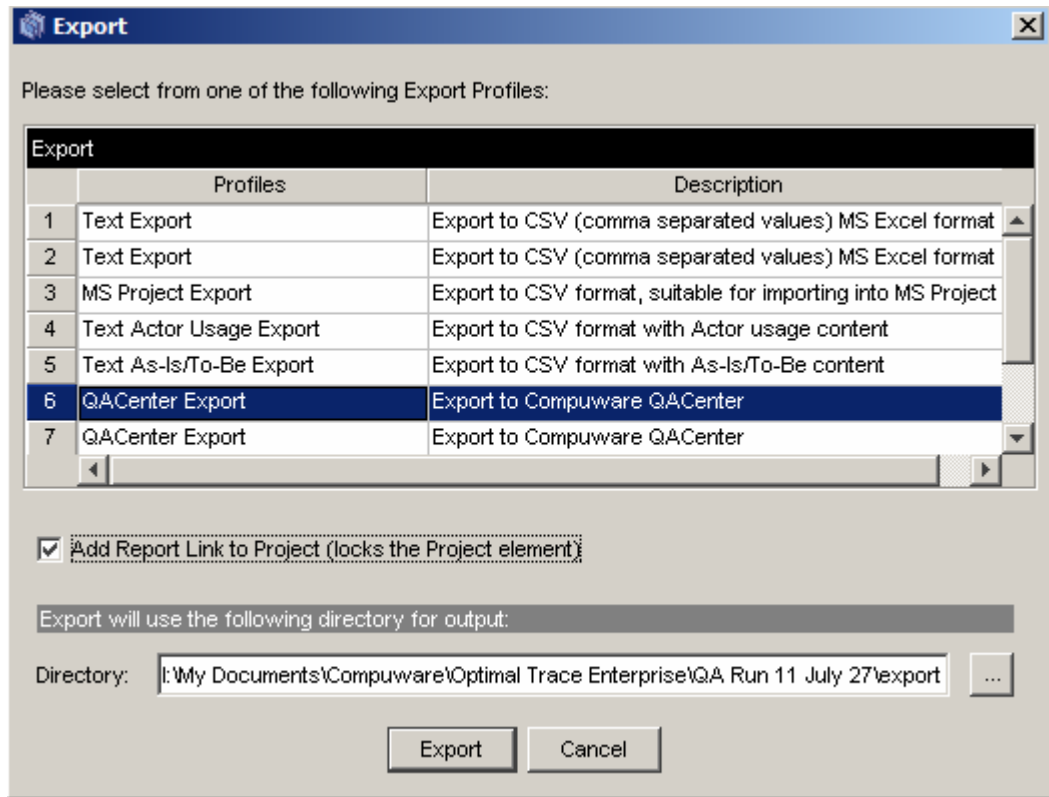 Export
Please select from one of the following Export Profiles:
Export
Profiles Description
1 Text Export Export to CSV (comma separated values) MS Excel format
2 Text Export Export to CSV (comma separated values) MS Excel format
3 MS Project Export Export to CSV format, suitable for importing into MS Project
4 Text Actor Usage Export Export to CSV format with Actor usage content
5 Text As-Is/To-Be Export Export to CSV format with As-Is/To-Be content
6 QACenter Export Export to Compuware QACenter
7 QACenter Export Export to Compuware QACenter
Add Report Link to Project (locks the Project element)
Export will use the following directory for output:
Directory: I:\My Documents\Compuware\Optimal Trace Enterprise\QA Run 11 July 27\export ...
Export Cancel